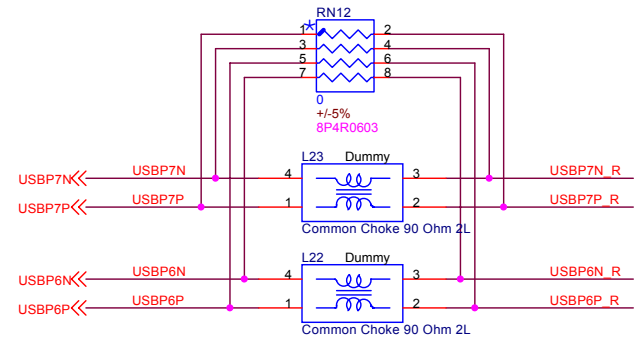 RN12
1 2
3 4
5 6
7 8
0
+/-5%
8P4R0603
L23 Dummy
USBP7N USBP7N 4 3 USBP7N_R
USBP7P USBP7P 1 2 USBP7P_R
Common Choke 90 Ohm 2L
L22 Dummy
USBP6N USBP6N 4 3 USBP6N_R
USBP6P USBP6P 1 2 USBP6P_R
Common Choke 90 Ohm 2L